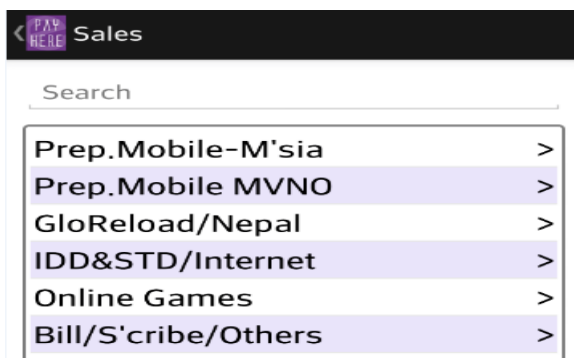 PAY
HERE
Sales
Search
Prep.Mobile-M'sia >
Prep.Mobile MVNO >
GloReload/Nepal >
IDD&STD/Internet >
Online Games >
Bill/S'cribe/Others >